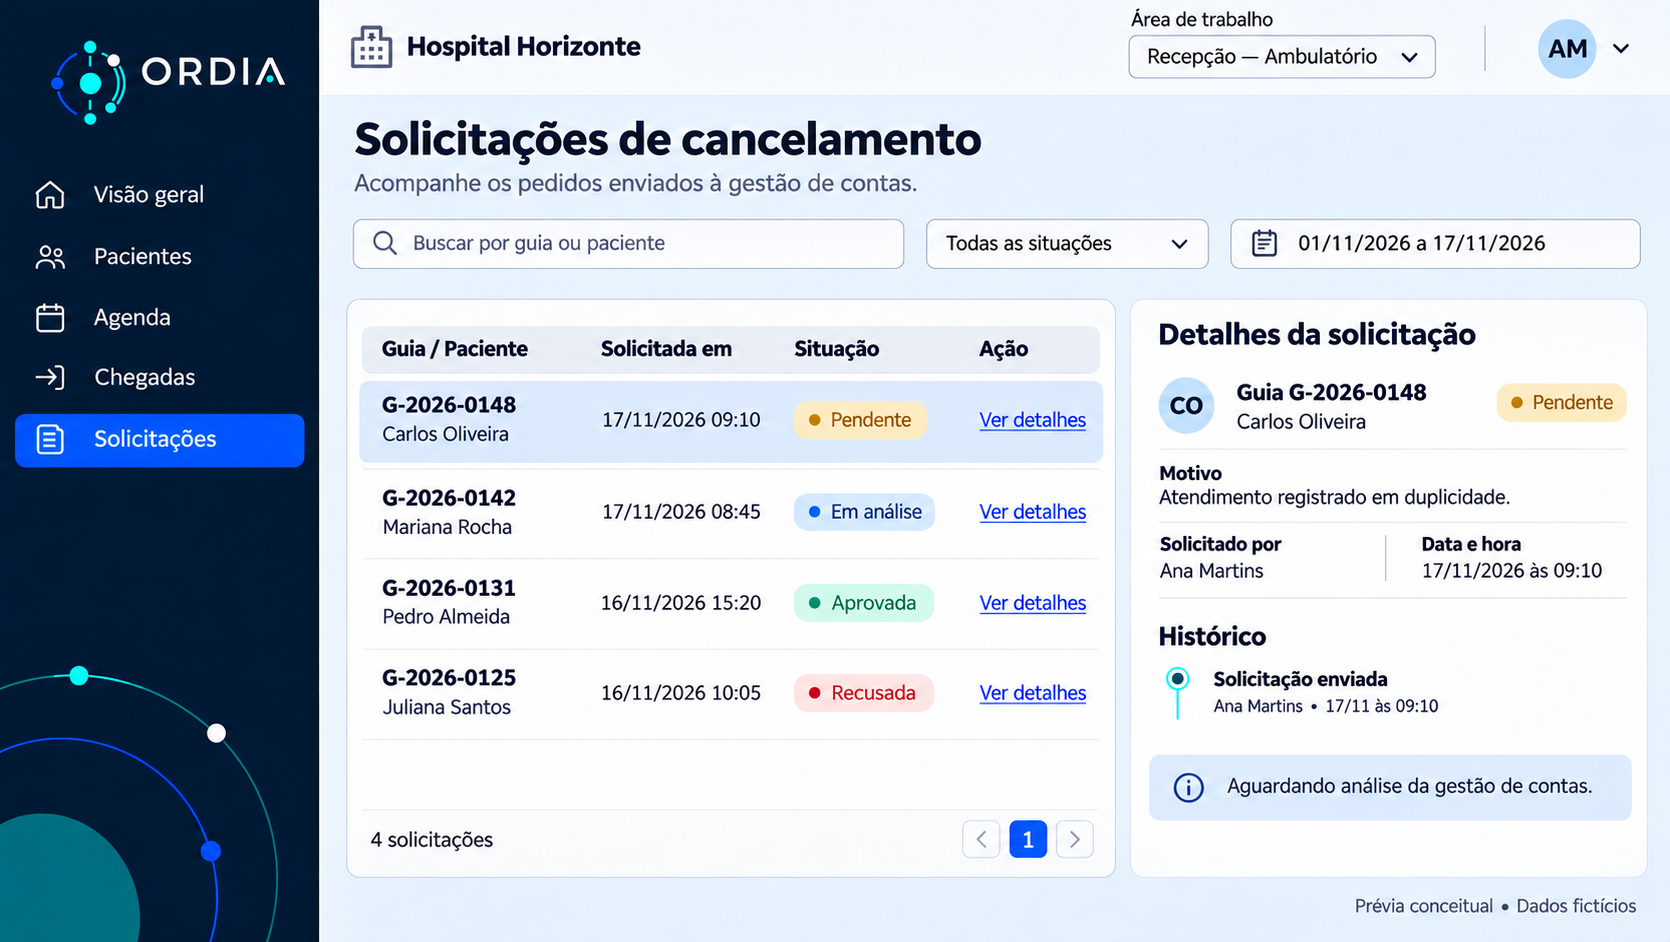 ORDIA
Visão geral
Pacientes
Agenda
Chegadas
Solicitações
Hospital Horizonte
Área de trabalho
Recepção — Ambulatório
AM
Solicitações de cancelamento
Acompanhe os pedidos enviados à gestão de contas.
Buscar por guia ou paciente
Todas as situações
01/11/2026 a 17/11/2026
Guia / Paciente Solicitada em Situação Ação
G-2026-0148
Carlos Oliveira
17/11/2026 09:10 Pendente Ver detalhes
G-2026-0142
Mariana Rocha
17/11/2026 08:45 Em análise Ver detalhes
G-2026-0131
Pedro Almeida
16/11/2026 15:20 Aprovada Ver detalhes
G-2026-0125
Juliana Santos
16/11/2026 10:05 Recusada Ver detalhes
4 solicitações
1
Detalhes da solicitação
CO
Guia G-2026-0148
Carlos Oliveira
Pendente
Motivo
Atendimento registrado em duplicidade.
Solicitado por
Ana Martins
Data e hora
17/11/2026 às 09:10
Histórico
Solicitação enviada
Ana Martins • 17/11 às 09:10
Aguardando análise da gestão de contas.
Prévia conceitual • Dados fictícios